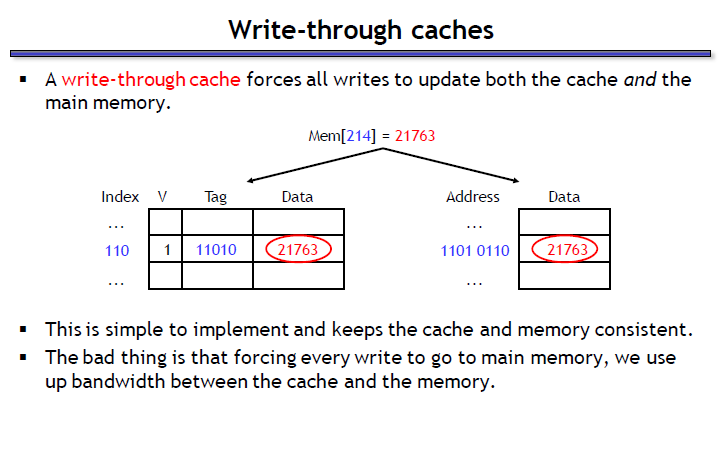 Write-through caches
▪ A write-through cache forces all writes to update both the cache and the
main memory.
Mem[214] = 21763
Index V Tag Data Address Data
... ...
110 1 11010 21763 1101 0110 21763
... ...
▪ This is simple to implement and keeps the cache and memory consistent.
▪ The bad thing is that forcing every write to go to main memory, we use
up bandwidth between the cache and the memory.